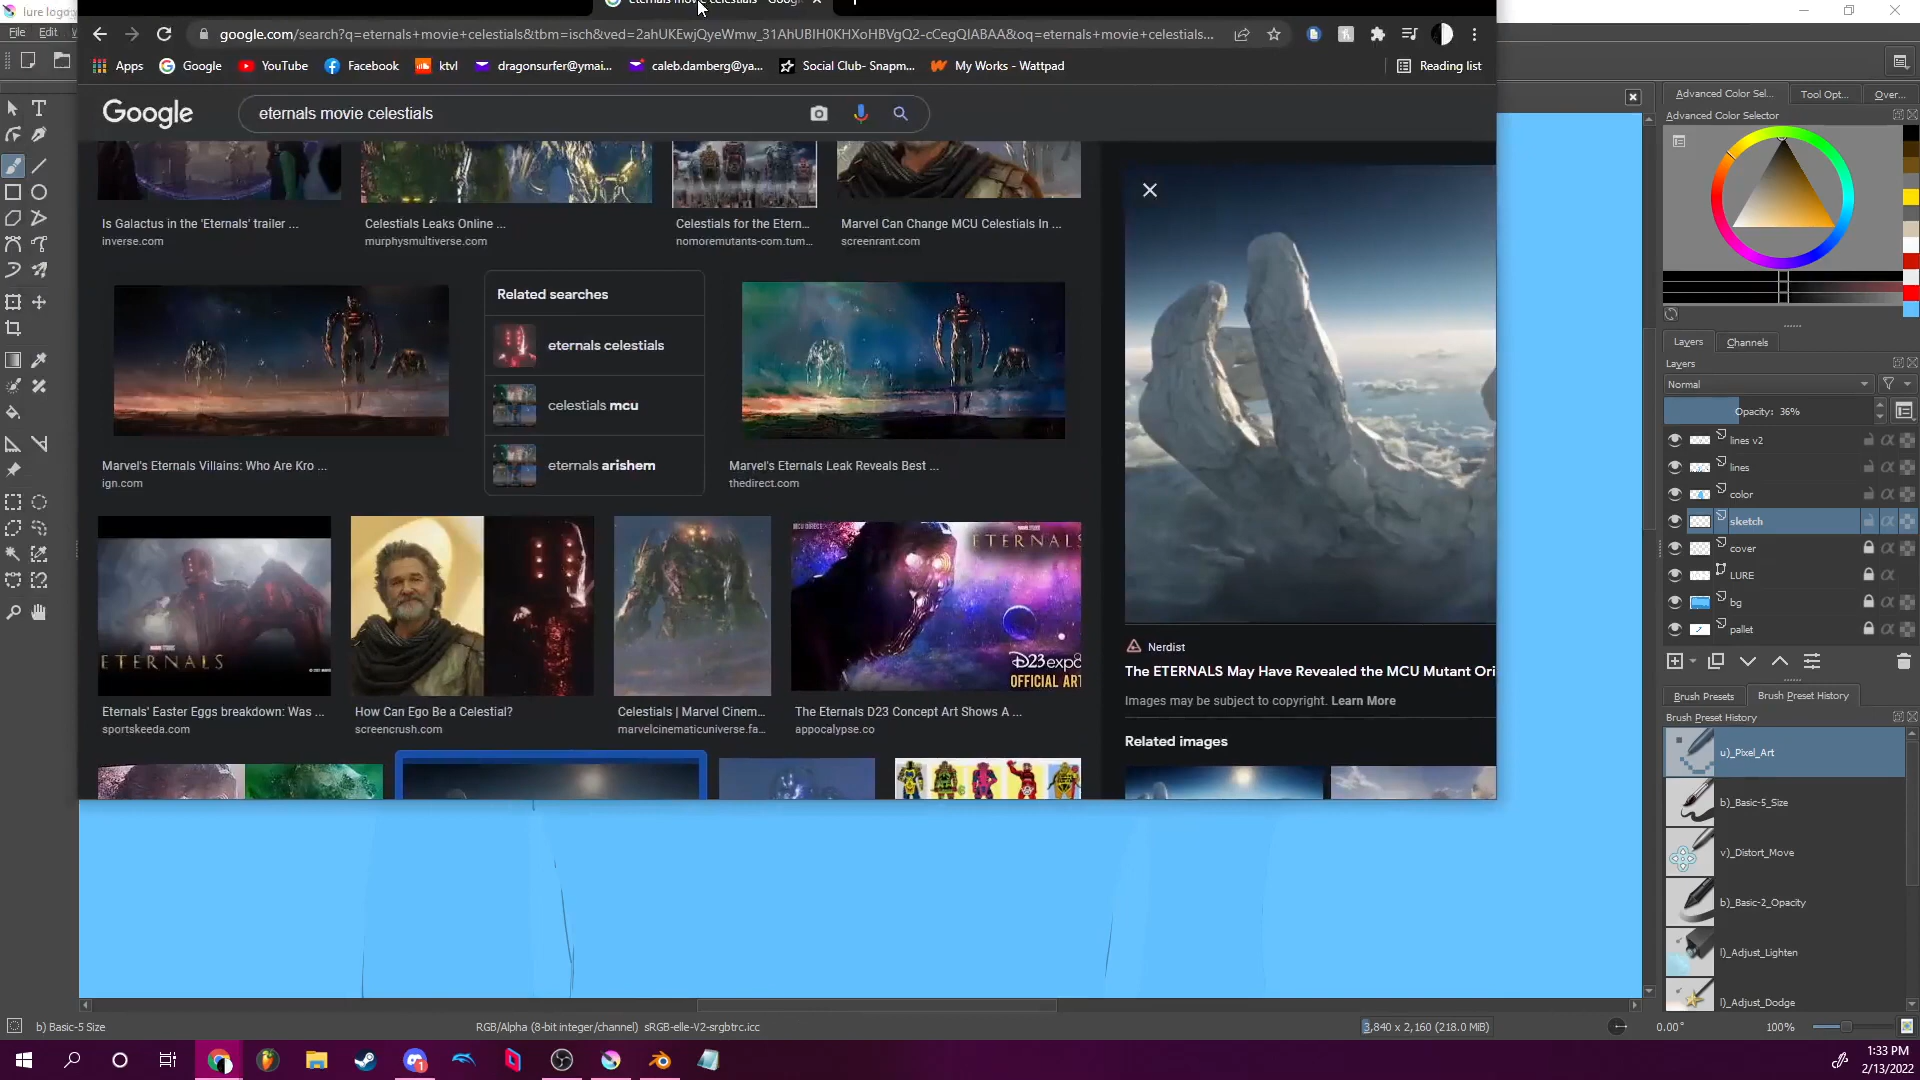 lure logo
eternals movie celestials - Goog
File
Edit
google.com/search?q=eternals+movie+celestials&tbm=isch&ved=2ahUKEwjQyeWmw_31AhUBIH0KHXoHBVgQ2-cCegQIABAA&oq=eternals+movie+celestials...
Apps
Google
YouTube
Facebook
ktvl
dragonsurfer@ymai...
caleb.damberg@ya...
Social Club- Snapm...
My Works - Wattpad
Reading list
Google
eternals movie celestials
Is Galactus in the 'Eternals' trailer ...
inverse.com
Celestials Leaks Online ...
murphysmultiverse.com
Celestials for the Etern...
nomoremutants-com.tum...
Marvel Can Change MCU Celestials In ...
screenrant.com
Related searches
eternals celestials
celestials mcu
eternals arishem
Marvel's Eternals Villains: Who Are Kro ...
ign.com
Marvel's Eternals Leak Reveals Best ...
thedirect.com
ETERNALS
ETERNALS
D23expo
OFFICIAL ART
Eternals' Easter Eggs breakdown: Was ...
sportskeeda.com
How Can Ego Be a Celestial?
screencrush.com
Celestials | Marvel Cinem...
marvelcinematicuniverse.fa...
The Eternals D23 Concept Art Shows A ...
appocalypse.co
Nerdist
The ETERNALS May Have Revealed the MCU Mutant Ori
Images may be subject to copyright. Learn More
Related images
Advanced Color Sel...
Tool Opt...
Over...
Advanced Color Selector
Layers
Channels
Layers
Normal
Opacity: 36%
lines v2
lines
color
sketch
cover
LURE
bg
pallet
Brush Presets
Brush Preset History
Brush Preset History
u)_Pixel_Art
b)_Basic-5_Size
v)_Distort_Move
b)_Basic-2_Opacity
l)_Adjust_Lighten
l)_Adjust_Dodge
b) Basic-5 Size
RGB/Alpha (8-bit integer/channel) sRGB-elle-V2-srgbtrc.icc
3,840 x 2,160 (218.0 MiB)
0.00°
100%
1:33 PM
2/13/2022